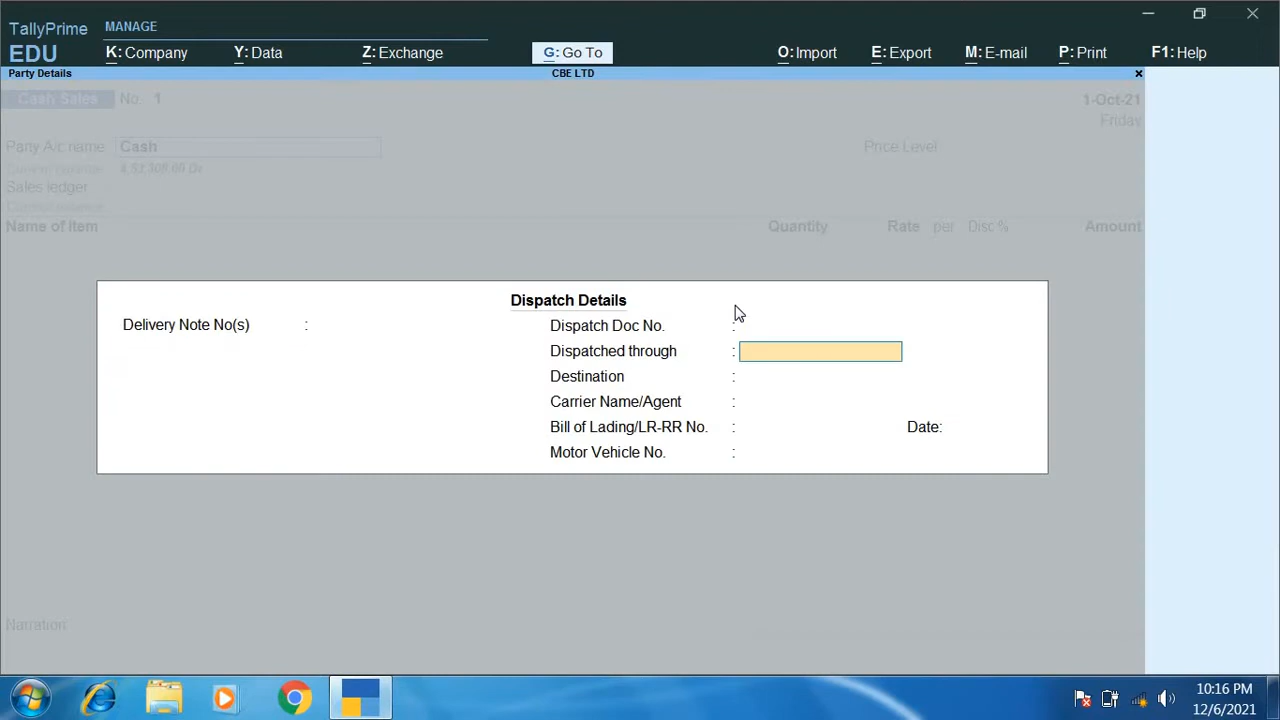 TallyPrime
EDU
MANAGE
K: Company
Y: Data
Z: Exchange
G: Go To
O: Import
E: Export
M: E-mail
P: Print
F1: Help
Party Details
CBE LTD
Cash Sales No. 1
1-Oct-21
Friday
Party A/c name: Cash
Price Level
Sales ledger
Name of Item
Quantity
Rate per Disc %
Amount
Dispatch Details
Delivery Note No(s) :
Dispatch Doc No. :
Dispatched through :
Destination :
Carrier Name/Agent :
Bill of Lading/LR-RR No. :
Date:
Motor Vehicle No. :
Narration
10:16 PM
12/6/2021